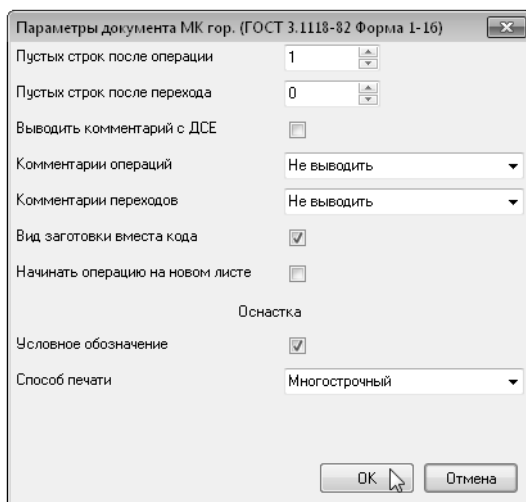 Параметры документа МК гор. (ГОСТ 3.1118-82 Форма 1-1б)
Пустых строк после операции 1
Пустых строк после перехода 0
Выводить комментарий с ДСЕ
Комментарии операций Не выводить
Комментарии переходов Не выводить
Вид заготовки вместа кода
Начинать операцию на новом листе
Оснастка
Условное обозначение
Способ печати Многострочный
OK Отмена